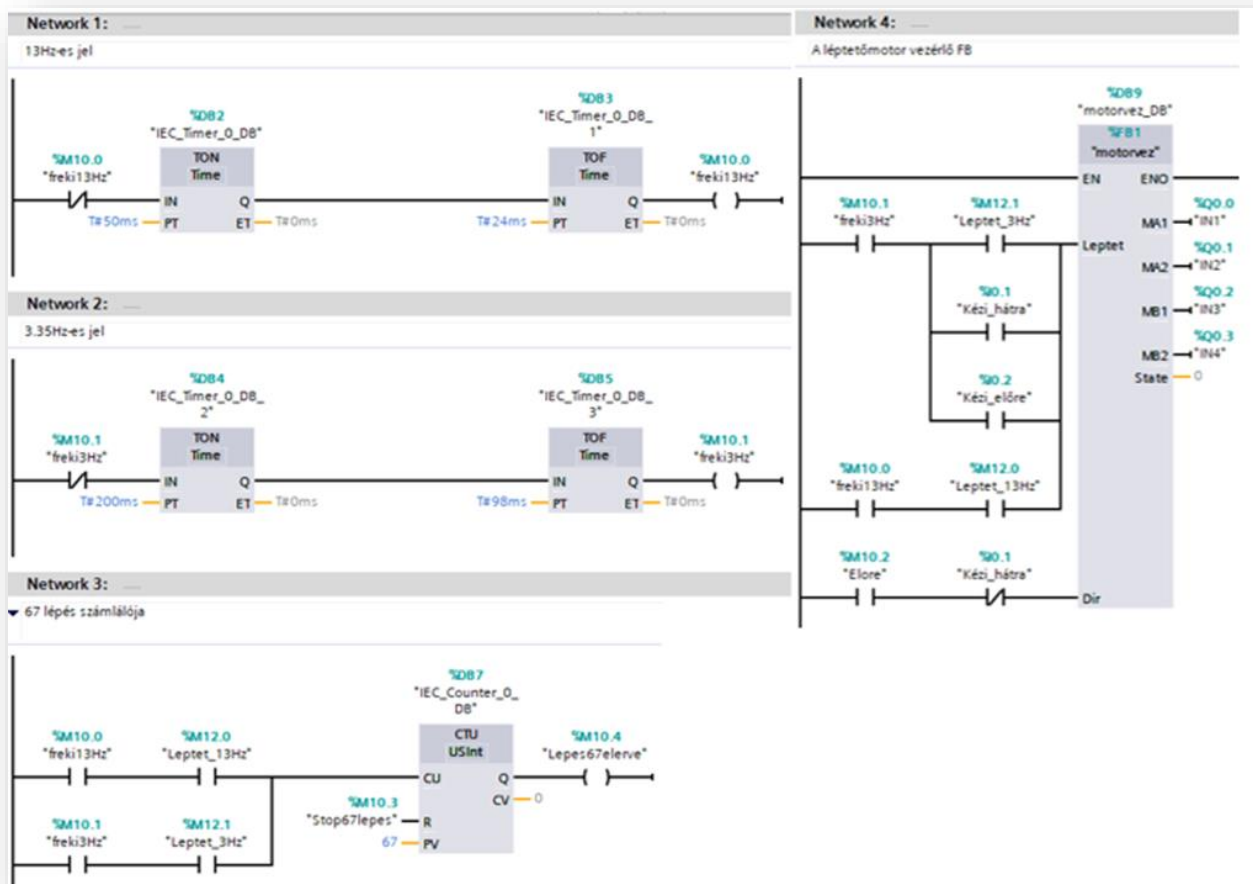 Network 1:
13Hz-es jel
%DB2
"IEC_Timer_0_DB"
%DB3
"IEC_Timer_0_DB_
1"
%M10.0
"freki13Hz"
TON
Time
TOF
Time
%M10.0
"freki13Hz"
IN Q
IN Q
T#50ms PT ET T#0ms
T#24ms PT ET T#0ms
Network 2:
3.35Hz-es jel
%DB4
"IEC_Timer_0_DB_
2"
%DB5
"IEC_Timer_0_DB_
3"
%M10.1
"freki3Hz"
TON
Time
TOF
Time
%M10.1
"freki3Hz"
IN Q
IN Q
T#200ms PT ET T#0ms
T#98ms PT ET T#0ms
Network 3:
67 lépés számlálója
%DB7
"IEC_Counter_0_
DB"
%M10.0
"freki13Hz"
%M12.0
"Leptet_13Hz"
CTU
USInt
%M10.4
"Lepes67elerve"
CU Q
CV 0
%M10.3
"Stop67lepes" R
67 PV
%M10.1
"freki3Hz"
%M12.1
"Leptet_3Hz"
Network 4:
A léptetőmotor vezérlő FB
%DB9
"motorvez_DB"
%FB1
"motorvez"
EN ENO
%M10.1
"freki3Hz"
%M12.1
"Leptet_3Hz"
Leptet
%Q0.0
MA1 "IN1"
%Q0.1
MA2 "IN2"
%I0.1
"Kézi_hátra"
%Q0.2
MB1 "IN3"
%Q0.3
MB2 "IN4"
State 0
%I0.2
"Kézi_előre"
%M10.0
"freki13Hz"
%M12.0
"Leptet_13Hz"
%M10.2
"Elore"
%I0.1
"Kézi_hátra"
Dir